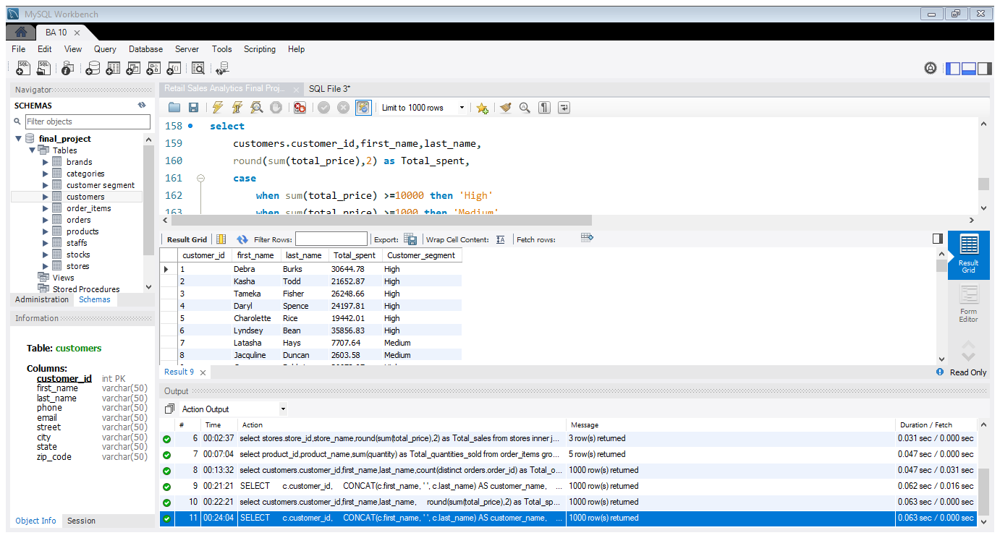 MySQL Workbench
BA 10
File Edit View Query Database Server Tools Scripting Help
Navigator
SCHEMAS
Filter objects
final_project
Tables
brands
categories
customer segment
customers
order_items
orders
products
staffs
stocks
stores
Views
Stored Procedures
Administration Schemas
Information
Table: customers
Columns:
customer_id int PK
first_name varchar(50)
last_name varchar(50)
phone varchar(50)
email varchar(50)
street varchar(50)
city varchar(50)
state varchar(50)
zip_code varchar(50)
Object Info Session
Retail Sales Analytics Final Proj... SQL File 3*
Limit to 1000 rows
158 select
159 customers.customer_id,first_name,last_name,
160 round(sum(total_price),2) as Total_spent,
161 case
162 when sum(total_price) >=10000 then 'High'
163 when sum(total_price) >=1000 then 'Medium'
Result Grid Filter Rows: Export: Wrap Cell Content: Fetch rows:
customer_id first_name last_name Total_spent Customer_segment
1 Debra Burks 30644.78 High
2 Kasha Todd 21652.87 High
3 Tameka Fisher 26248.66 High
4 Daryl Spence 24197.81 High
5 Charolette Rice 19442.01 High
6 Lyndsey Bean 35856.83 High
7 Latasha Hays 7707.64 Medium
8 Jacquline Duncan 2603.58 Medium
Result Grid
Form Editor
Result 9
Read Only
Output
Action Output
# Time Action Message Duration / Fetch
6 00:02:37 select stores.store_id,store_name,round(sum(total_price),2) as Total_sales from stores inner j... 3 row(s) returned 0.031 sec / 0.000 sec
7 00:07:04 select product_id,product_name,sum(quantity) as Total_quantities_sold from order_items gro... 5 row(s) returned 0.047 sec / 0.000 sec
8 00:13:32 select customers.customer_id,first_name,last_name,count(distinct orders.order_id) as Total_o... 1000 row(s) returned 0.047 sec / 0.031 sec
9 00:21:21 SELECT c.customer_id, CONCAT(c.first_name, ' ', c.last_name) AS customer_name, ... 1000 row(s) returned 0.062 sec / 0.016 sec
10 00:22:21 select customers.customer_id,first_name,last_name, round(sum(total_price),2) as Total_sp... 1000 row(s) returned 0.063 sec / 0.000 sec
11 00:24:04 SELECT c.customer_id, CONCAT(c.first_name, ' ', c.last_name) AS customer_name, ... 1000 row(s) returned 0.063 sec / 0.000 sec